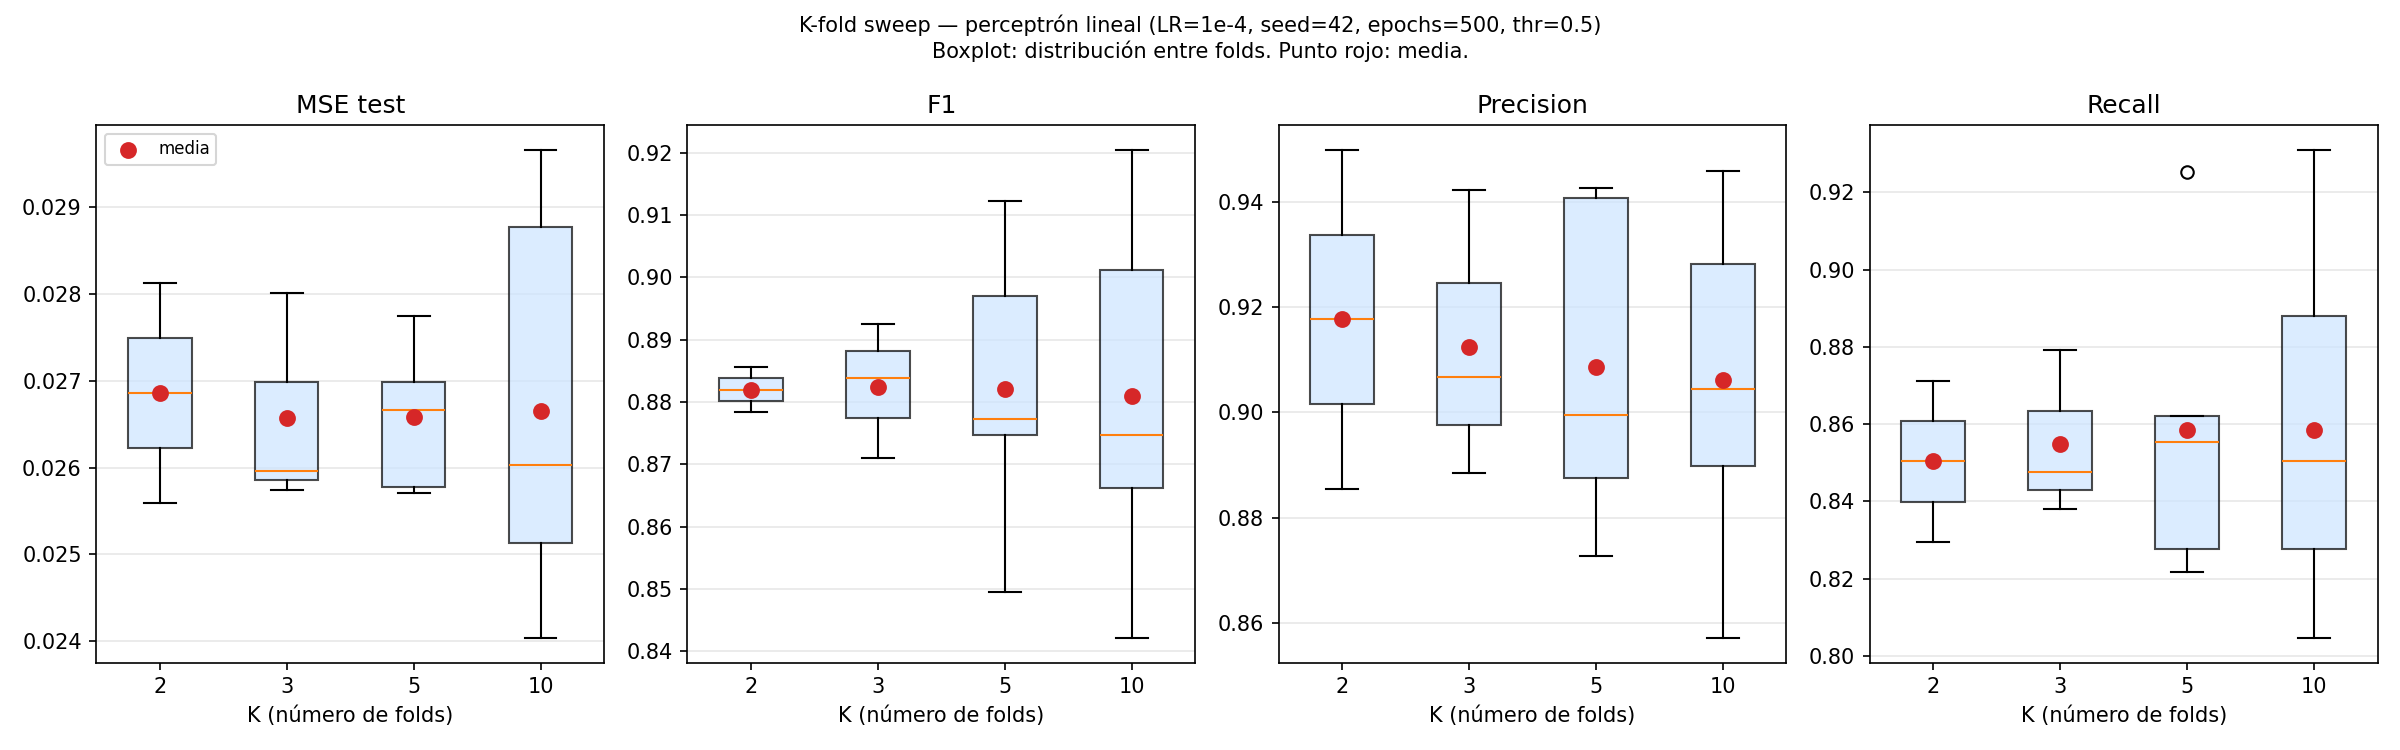 K-fold sweep — perceptrón lineal (LR=1e-4, seed=42, epochs=500, thr=0.5)
Boxplot: distribución entre folds. Punto rojo: media.
MSE test
media
0.029
0.028
0.027
0.026
0.025
0.024
2 3 5 10
K (número de folds)
F1
0.92
0.91
0.90
0.89
0.88
0.87
0.86
0.85
0.84
2 3 5 10
K (número de folds)
Precision
0.94
0.92
0.90
0.88
0.86
2 3 5 10
K (número de folds)
Recall
0.92
0.90
0.88
0.86
0.84
0.82
0.80
2 3 5 10
K (número de folds)